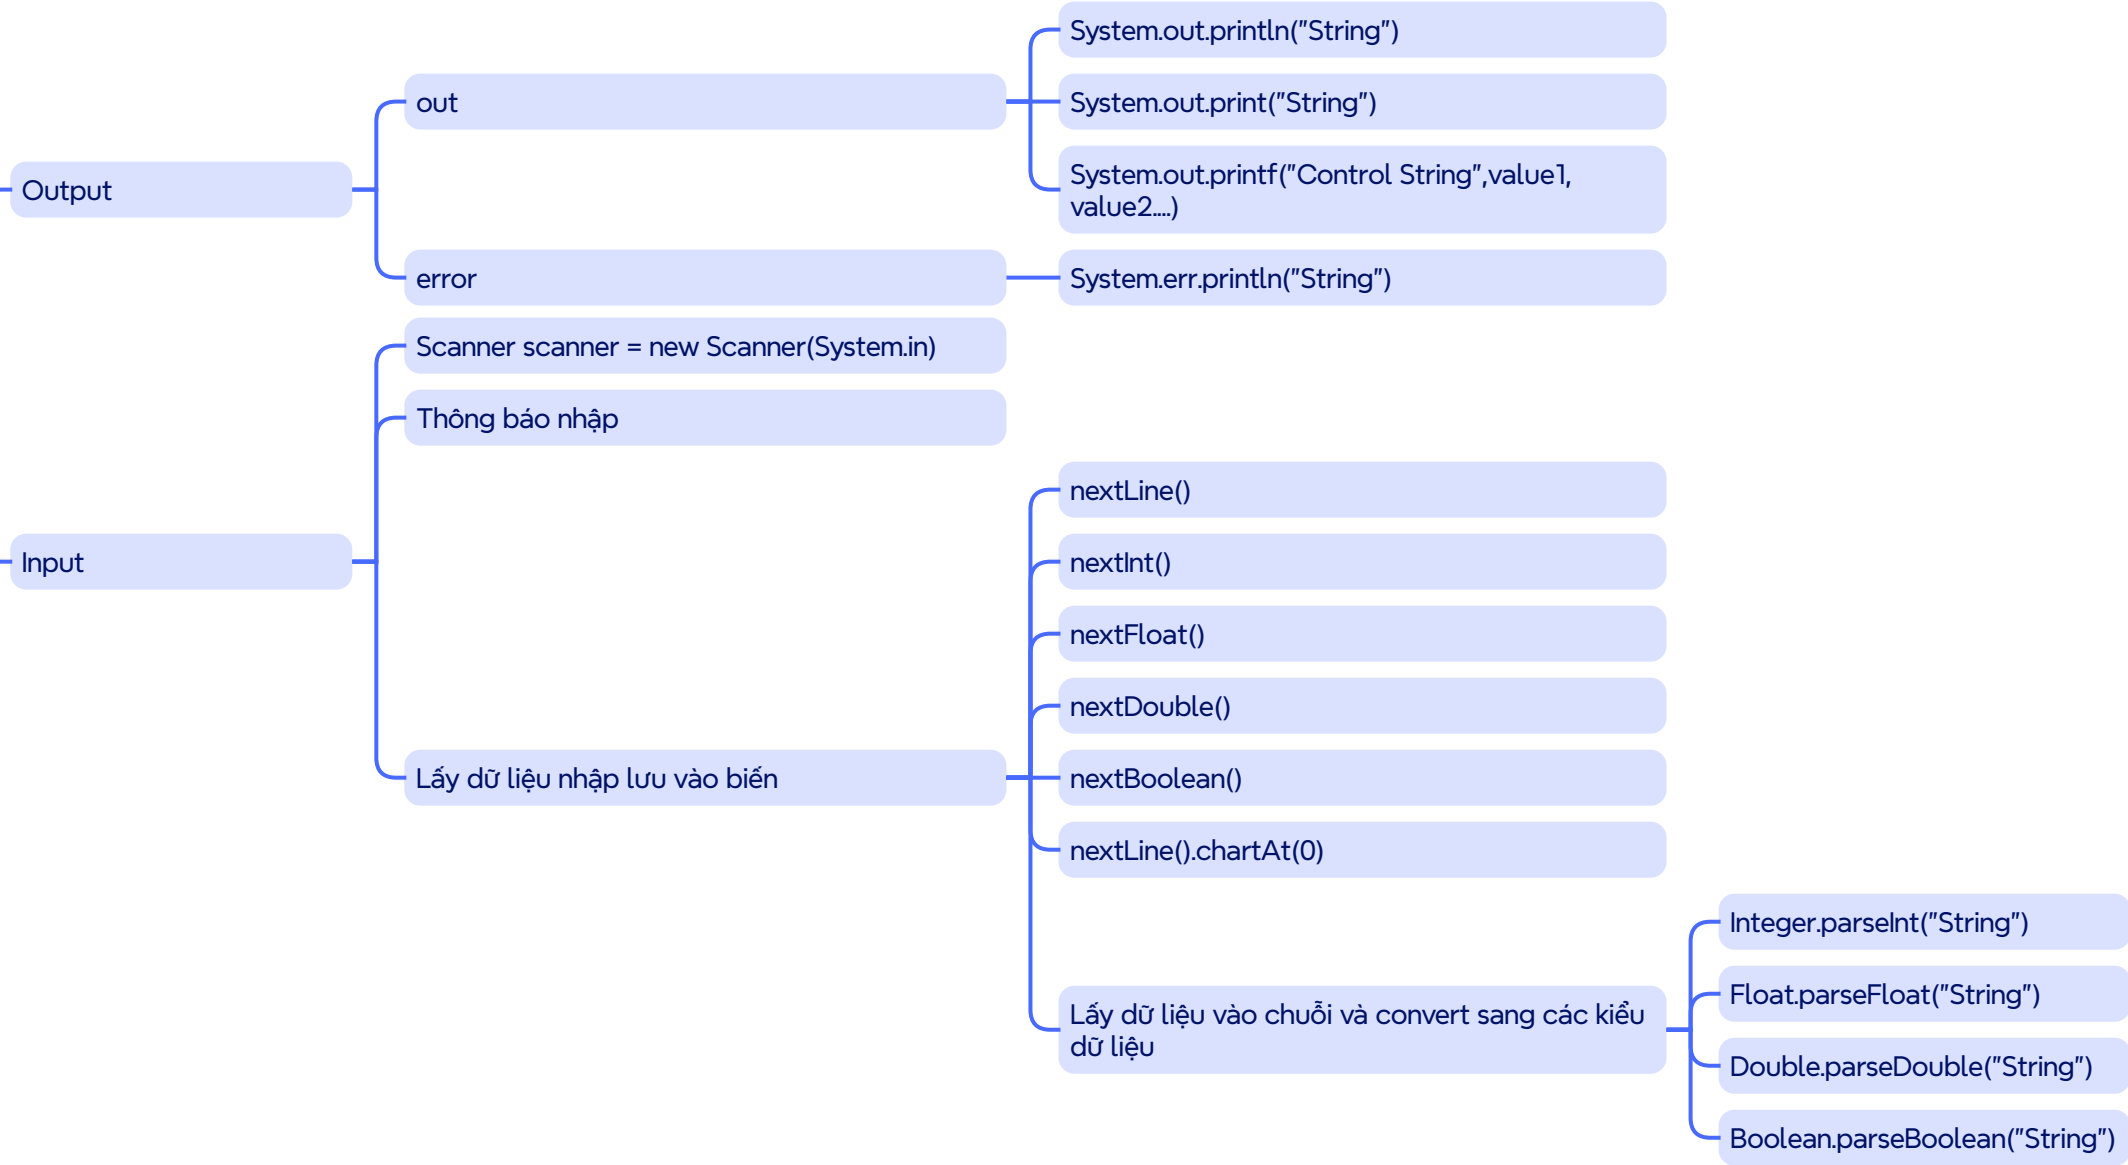 Output
out
System.out.println("String")
System.out.print("String")
System.out.printf("Control String",value1,
value2....)
error
System.err.println("String")
Input
Scanner scanner = new Scanner(System.in)
Thông báo nhập
Lấy dữ liệu nhập lưu vào biến
nextLine()
nextInt()
nextFloat()
nextDouble()
nextBoolean()
nextLine().chartAt(0)
Lấy dữ liệu vào chuỗi và convert sang các kiểu
dữ liệu
Integer.parseInt("String")
Float.parseFloat("String")
Double.parseDouble("String")
Boolean.parseBoolean("String")